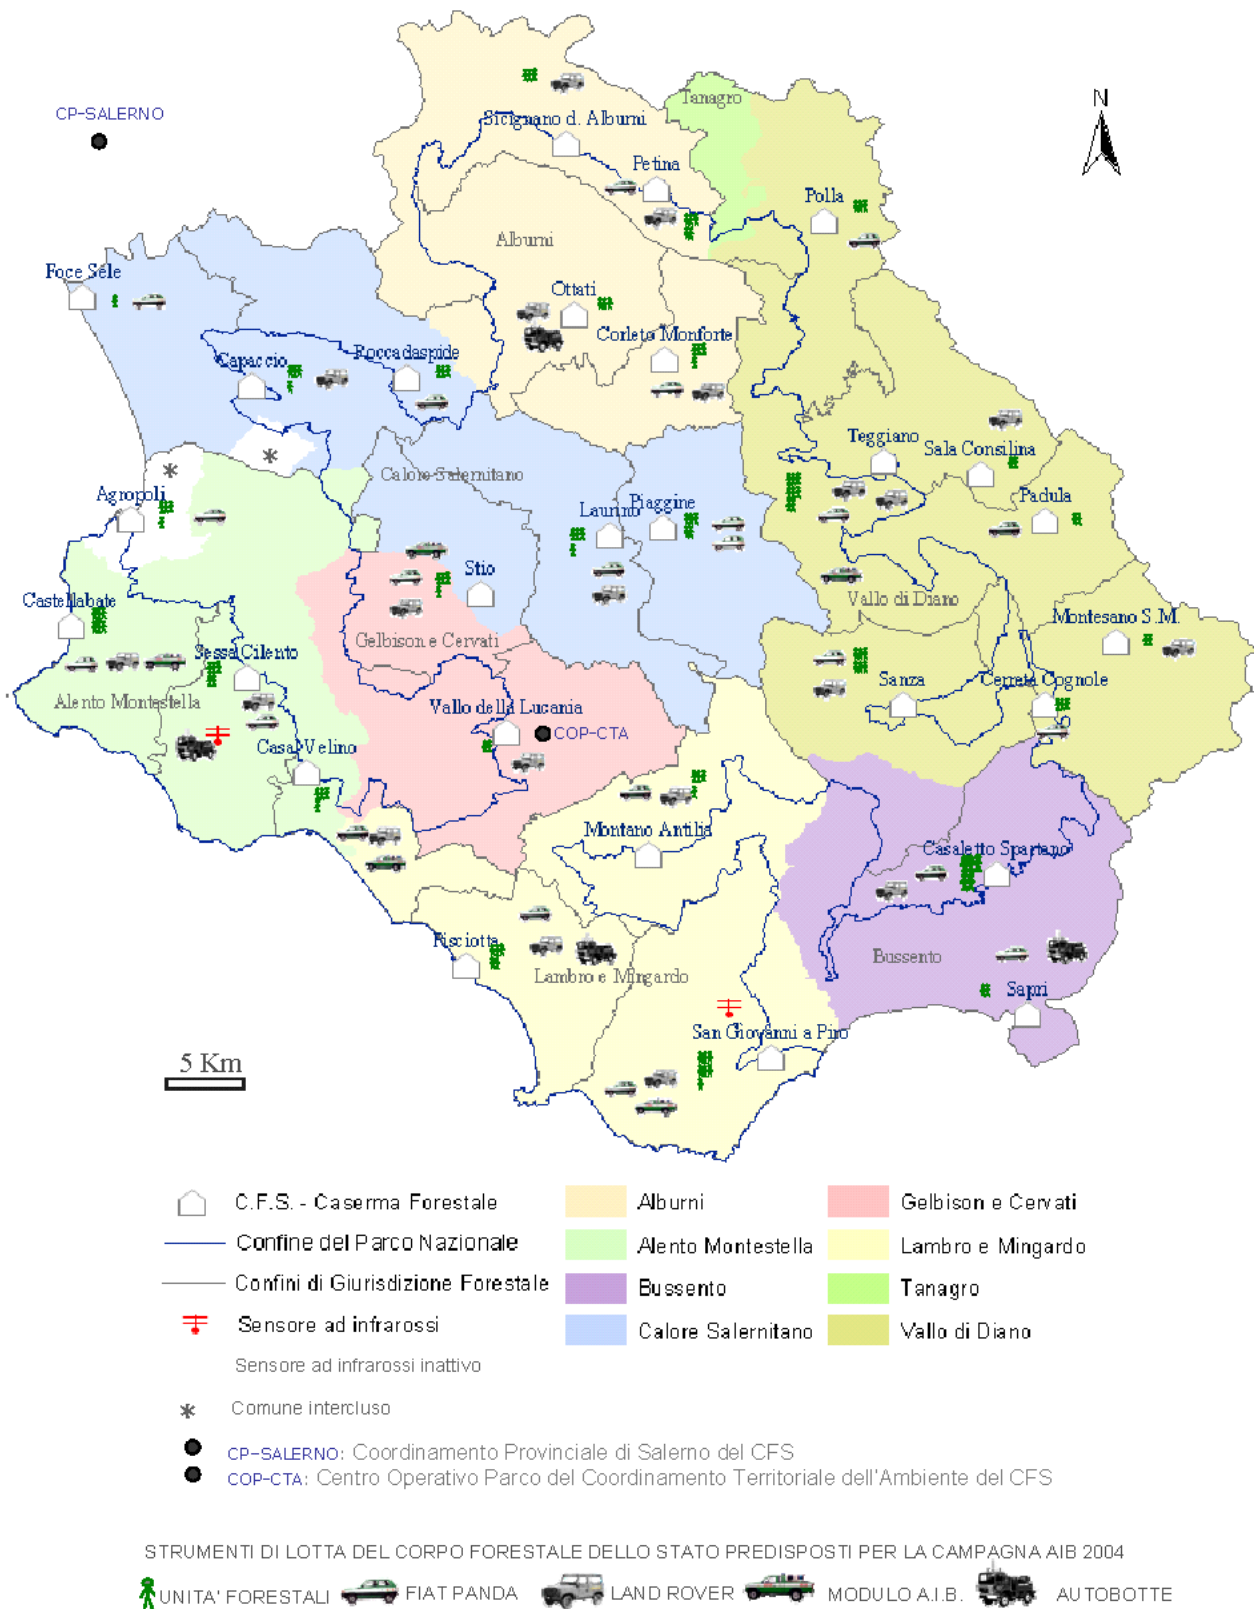 Tanagro
N
CP-SALERNO
Sicignano d. Alburni
Petina
Polla
Alburni
Foce Sele
Ottati
Corleto Monforte
Capaccio
Roccadaspide
Teggiano
Sala Consilina
Calore Salernitano
Agropoli
Laurino
Piaggine
Padula
Stio
Castellabate
Vallo di Diano
Montesano S.M.
Gelbison e Cervati
Sessa Cilento
Sanza
Cerreta Cognole
Alento Montestella
Vallo della Lucania
COP-CTA
Casal Velino
Montano Antilia
Casaletto Spartano
Pisciotta
Lambro e Mingardo
Bussento
Sapri
San Giovanni a Piro
5 Km
C.F.S. - Caserma Forestale
Confine del Parco Nazionale
Confini di Giurisdizione Forestale
Sensore ad infrarossi
Sensore ad infrarossi inattivo
Comune intercluso
Alburni
Alento Montestella
Bussento
Calore Salernitano
Gelbison e Cervati
Lambro e Mingardo
Tanagro
Vallo di Diano
CP-SALERNO: Coordinamento Provinciale di Salerno del CFS
COP-CTA: Centro Operativo Parco del Coordinamento Territoriale dell'Ambiente del CFS
STRUMENTI DI LOTTA DEL CORPO FORESTALE DELLO STATO PREDISPOSTI PER LA CAMPAGNA AIB 2004
UNITA' FORESTALI FIAT PANDA LAND ROVER MODULO A.I.B. AUTOBOTTE